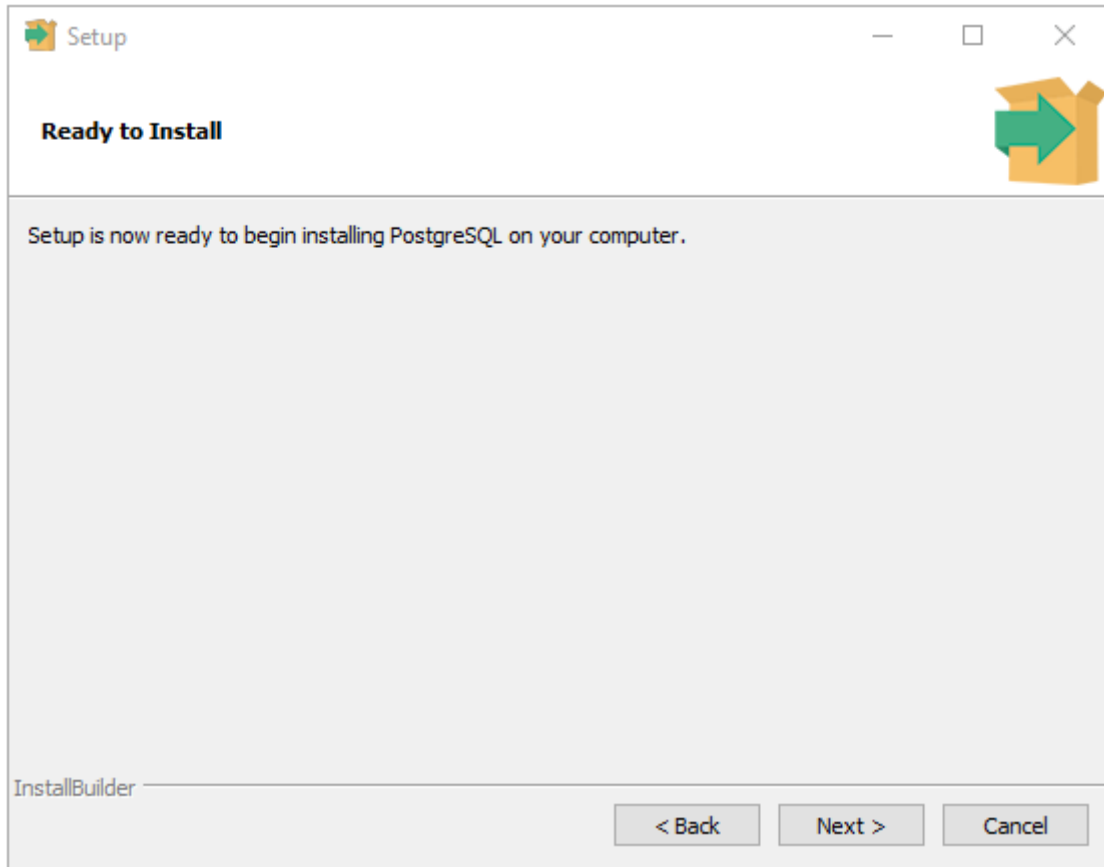 Setup
Ready to Install
Setup is now ready to begin installing PostgreSQL on your computer.
InstallBuilder
< Back
Next >
Cancel